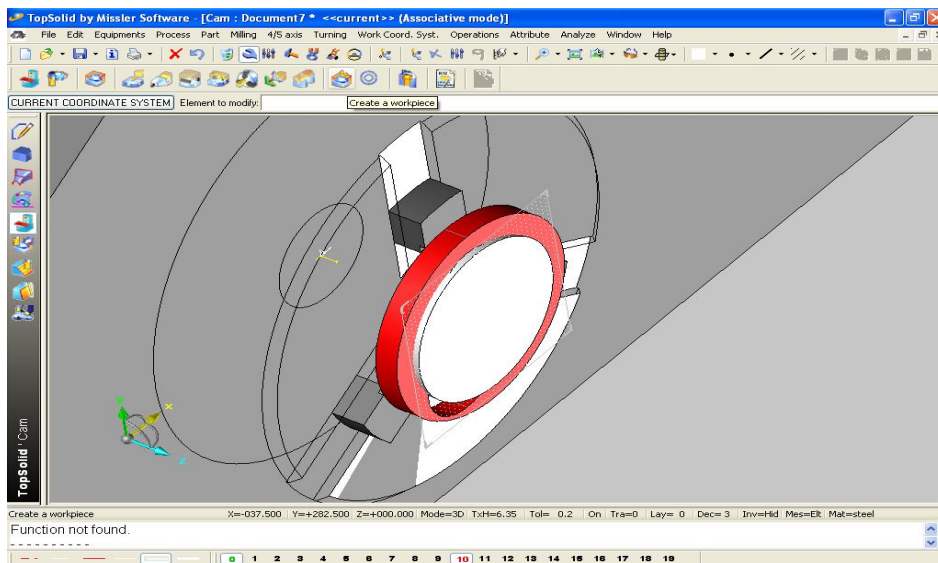 TopSolid by Missler Software - [Cam : Document7 *  <<current>> (Associative mode)]
File Edit Equipments Process Part Milling 4/5 axis Turning Work Coord. Syst. Operations Attribute Analyze Window Help
CURRENT COORDINATE SYSTEM Element to modify:
Create a workpiece
Y
X
Z
TopSolid'Cam
Create a workpiece X=-037.500 Y=+282.500 Z=+000.000 Mode=3D TxH=6.35 Tol= 0.2 On Tra=0 Lay= 0 Dec= 3 Inv=Hid Mes=Elt Mat=steel
Function not found.
----------
0 1 2 3 4 5 6 7 8 9 10 11 12 13 14 15 16 17 18 19